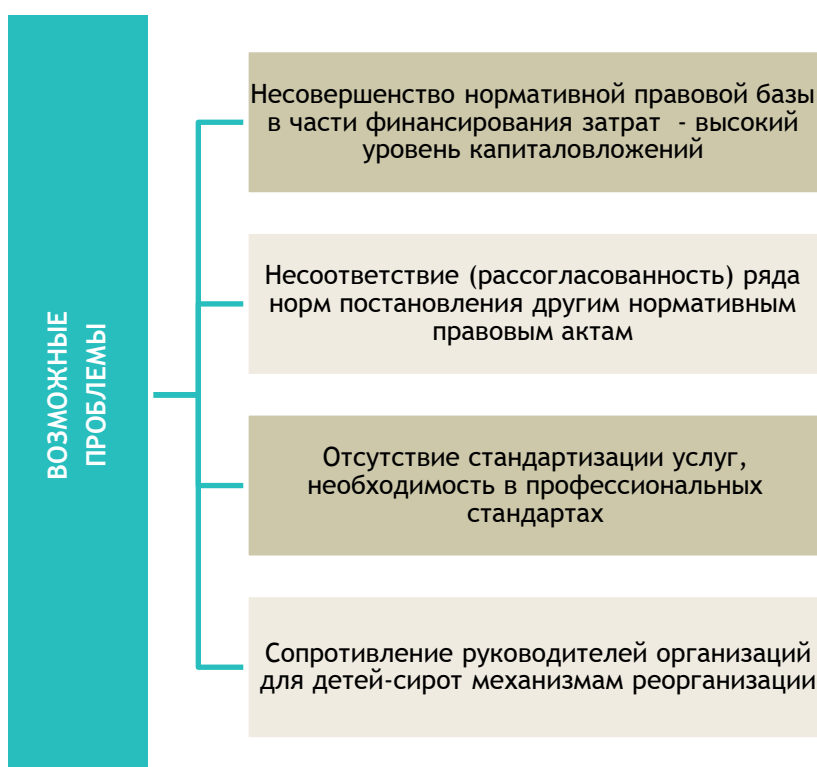 ВОЗМОЖНЫЕ
ПРОБЛЕМЫ
Несовершенство нормативной правовой базы
в части финансирования затрат - высокий
уровень капиталовложений
Несоответствие (рассогласованность) ряда
норм постановления другим нормативным
правовым актам
Отсутствие стандартизации услуг,
необходимость в профессиональных
стандартах
Сопротивление руководителей организаций
для детей-сирот механизмам реорганизации